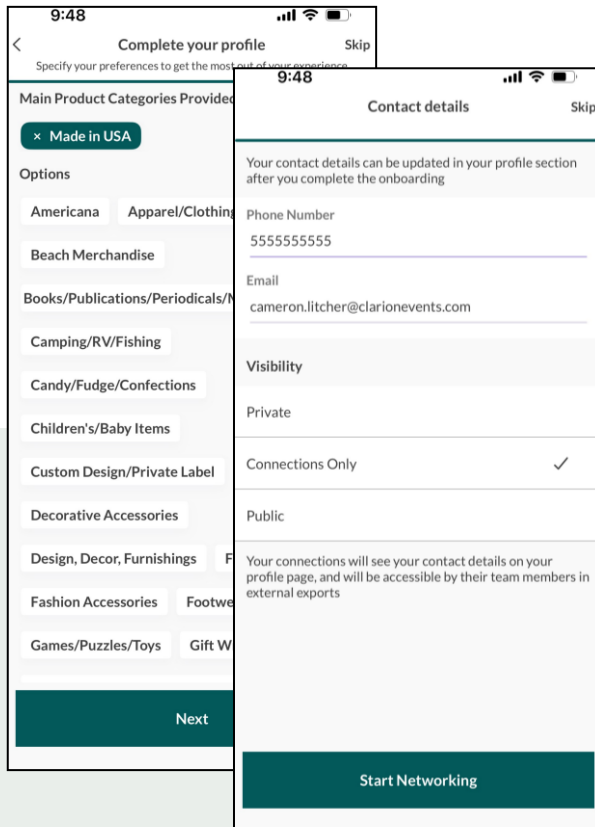 9:48
Complete your profile
Skip
Specify your preferences to get the most out of your experience
Main Product Categories Provided
× Made in USA
Options
Americana
Apparel/Clothing
Beach Merchandise
Books/Publications/Periodicals/
Camping/RV/Fishing
Candy/Fudge/Confections
Children's/Baby Items
Custom Design/Private Label
Decorative Accessories
Design, Decor, Furnishings
Fashion Accessories
Footwe
Games/Puzzles/Toys
Gift W
Next
9:48
Contact details
Skip
Your contact details can be updated in your profile section
after you complete the onboarding
Phone Number
5555555555
Email
cameron.litcher@clarionevents.com
Visibility
Private
Connections Only
Public
Your connections will see your contact details on your
profile page, and will be accessible by their team members in
external exports
Start Networking